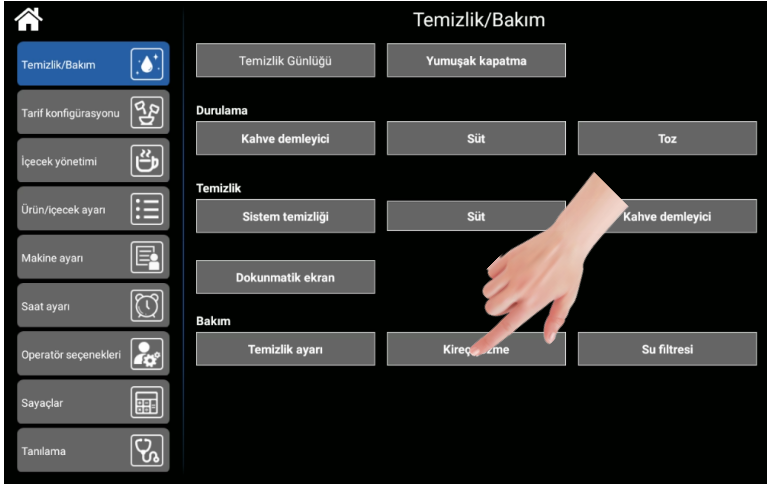 Temizlik/Bakım
Temizlik/Bakım
Temizlik Günlüğü
Yumuşak kapatma
Tarif konfigürasyonu
Durulama
Kahve demleyici
Süt
Toz
İçecek yönetimi
Temizlik
Ürün/içecek ayarı
Sistem temizliği
Süt
Kahve demleyici
Makine ayarı
Dokunmatik ekran
Saat ayarı
Bakım
Operatör seçenekleri
Temizlik ayarı
Su filtresi
Sayaçlar
Tanılama